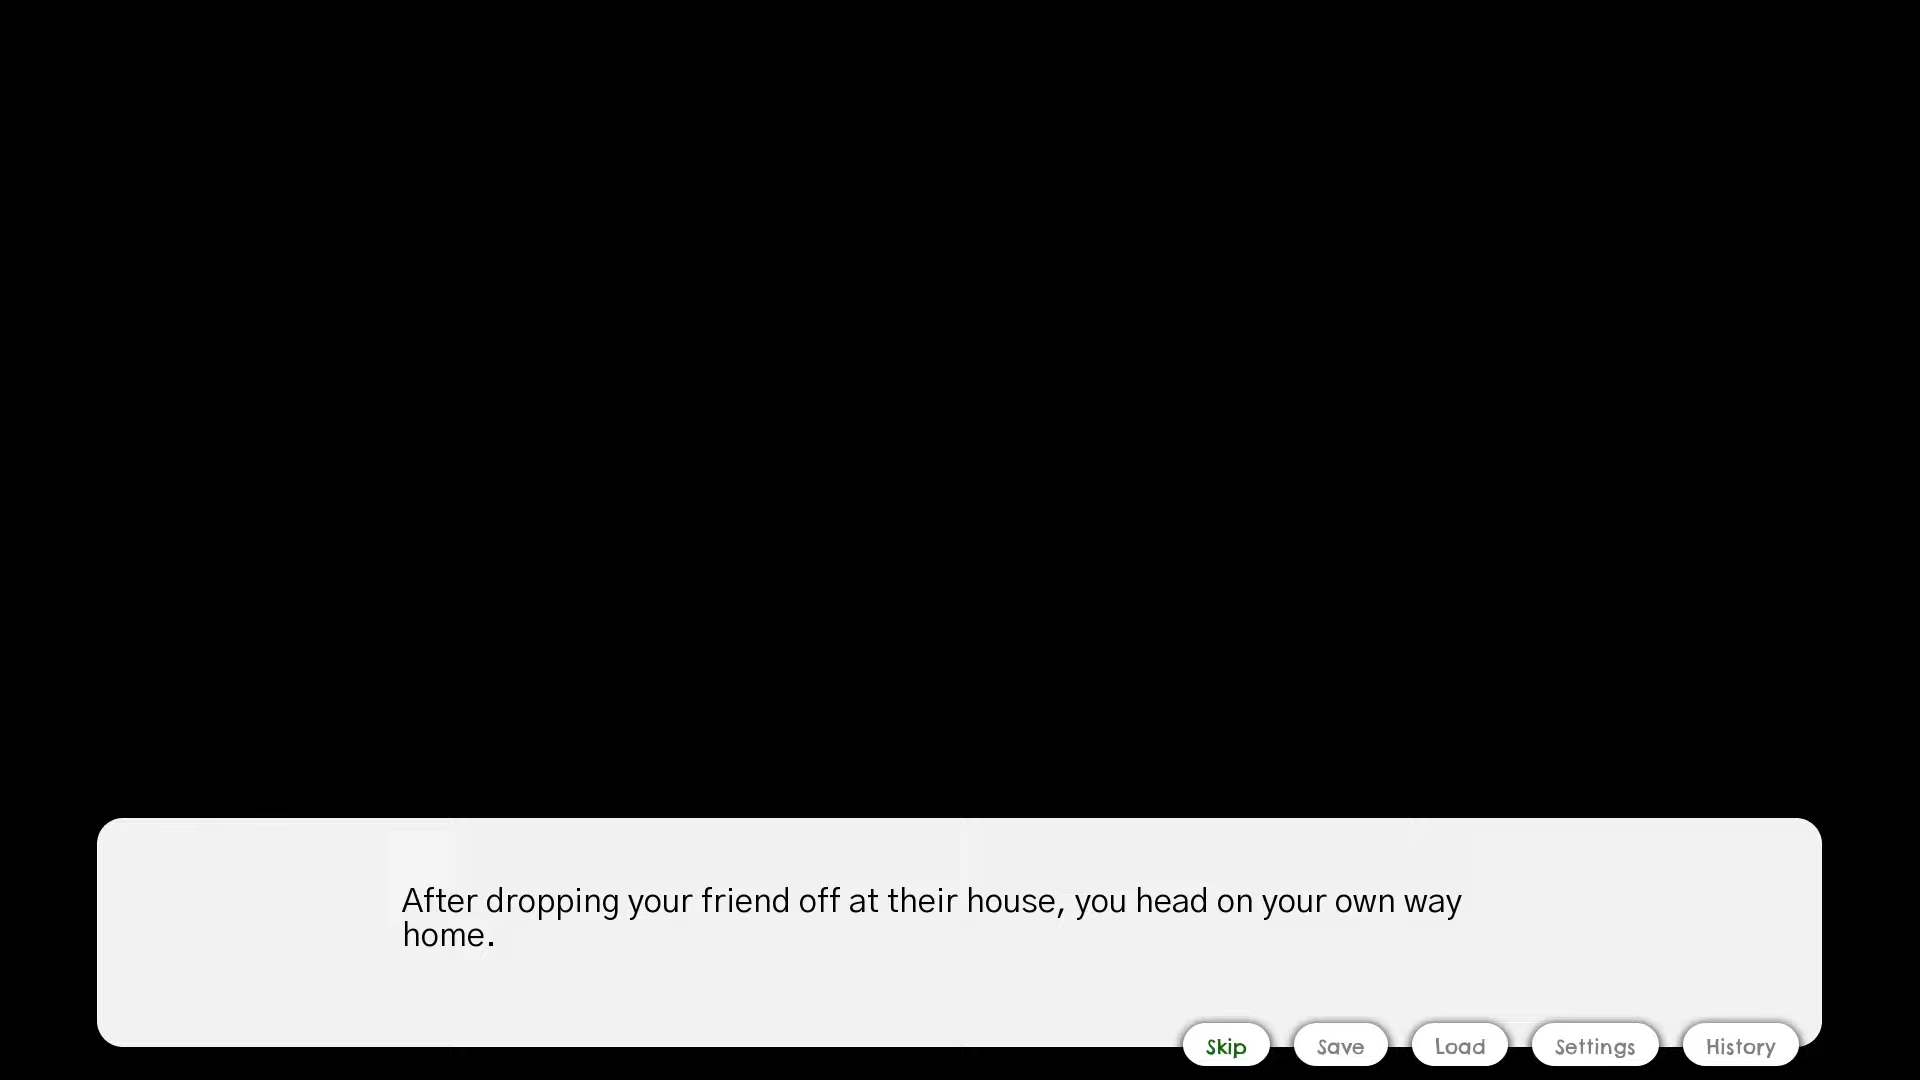 After dropping your friend off at their house, you head on your own way
home.
Skip Save Load Settings History